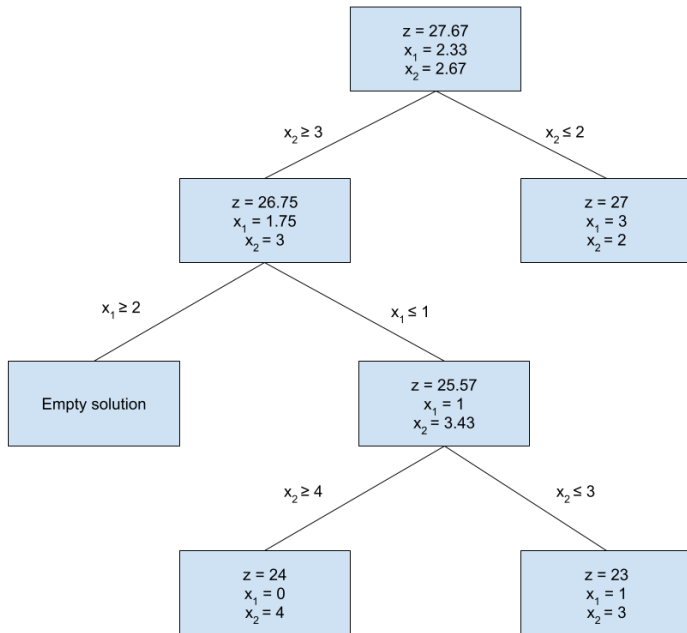 z = 27.67
x₁ = 2.33
x₂ = 2.67
x₂ ≥ 3
x₂ ≤ 2
z = 26.75
x₁ = 1.75
x₂ = 3
z = 27
x₁ = 3
x₂ = 2
x₁ ≥ 2
x₁ ≤ 1
Empty solution
z = 25.57
x₁ = 1
x₂ = 3.43
x₂ ≥ 4
x₂ ≤ 3
z = 24
x₁ = 0
x₂ = 4
z = 23
x₁ = 1
x₂ = 3